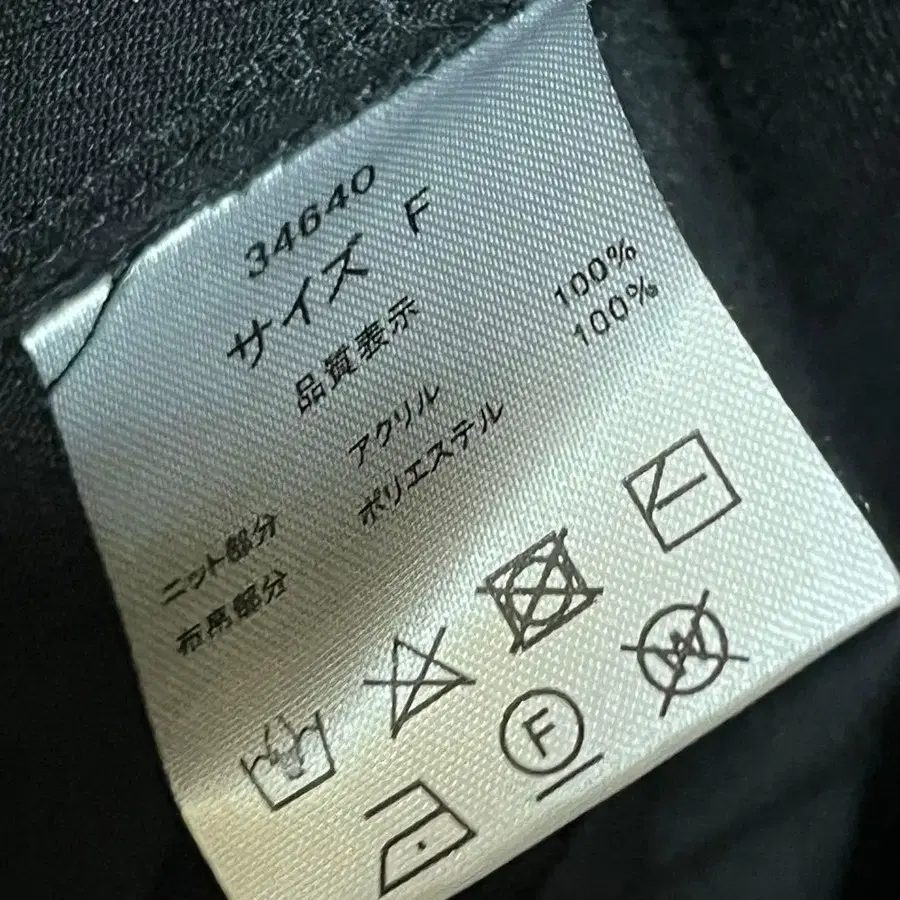 34640
サイズ F
品質表示
ニット部分 アクリル 100%
布帛部分 ポリエステル 100%
F
W